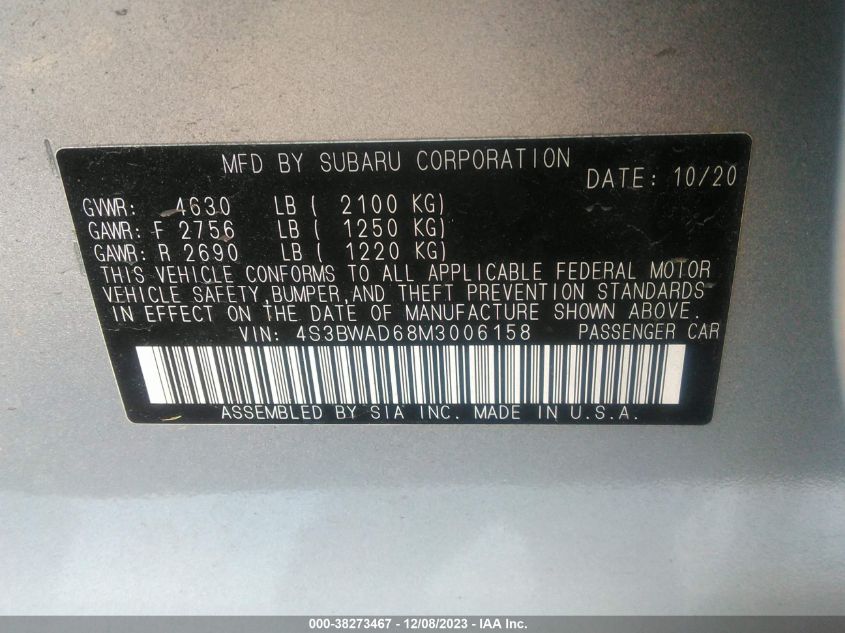 MFD BY SUBARU CORPORATION
DATE: 10/20
GVWR: 4630 LB ( 2100 KG)
GAWR: F 2756 LB ( 1250 KG)
GAWR: R 2690 LB ( 1220 KG)
THIS VEHICLE CONFORMS TO ALL APPLICABLE FEDERAL MOTOR
VEHICLE SAFETY,BUMPER,AND THEFT PREVENTION STANDARDS
IN EFFECT ON THE DATE OF MANUFACTURE SHOWN ABOVE.
VIN: 4S3BWAD68M3006158 PASSENGER CAR
ASSEMBLED BY SIA INC. MADE IN U.S.A.
000-38273467 - 12/08/2023 - IAA Inc.